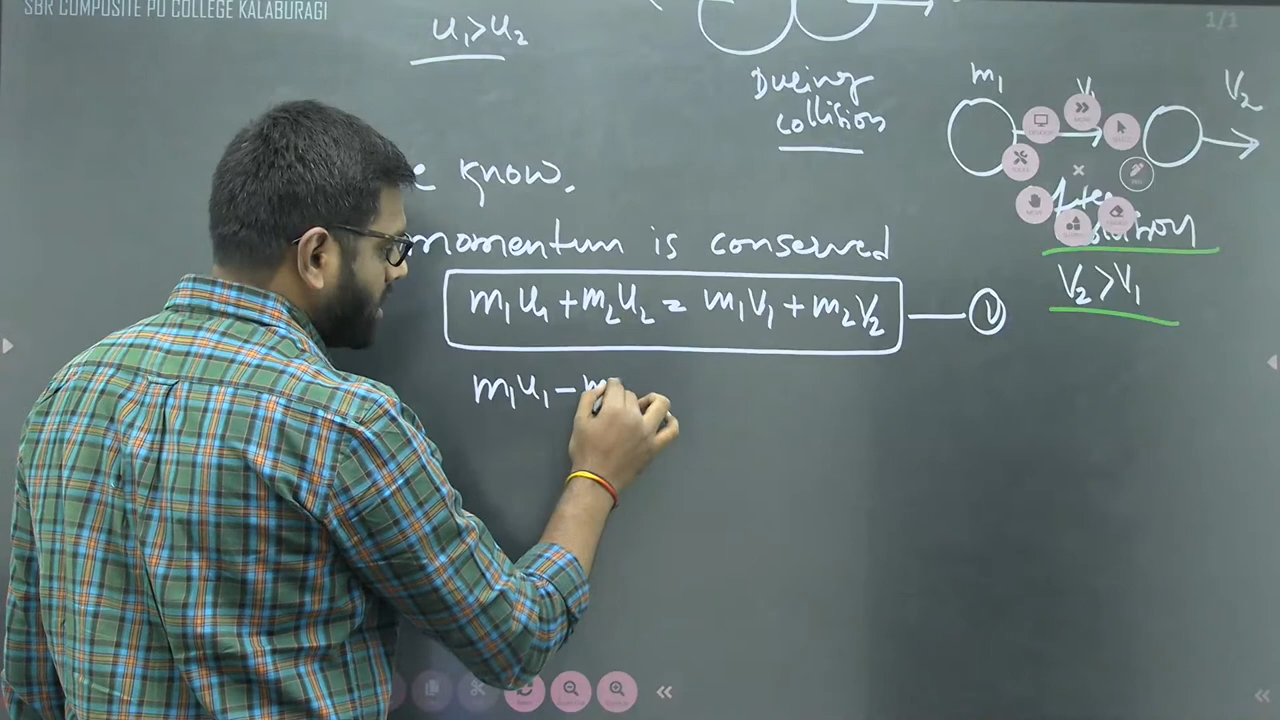 SBR COMPOSITE PU COLLEGE KALABURAGI
1/1
u₁>u₂
During
collision
m₁
V₂
know,
momentum is conserved
V₂>V₁
m₁u₁+m₂u₂ = m₁v₁+m₂v₂ — ①
m₁u₁-m